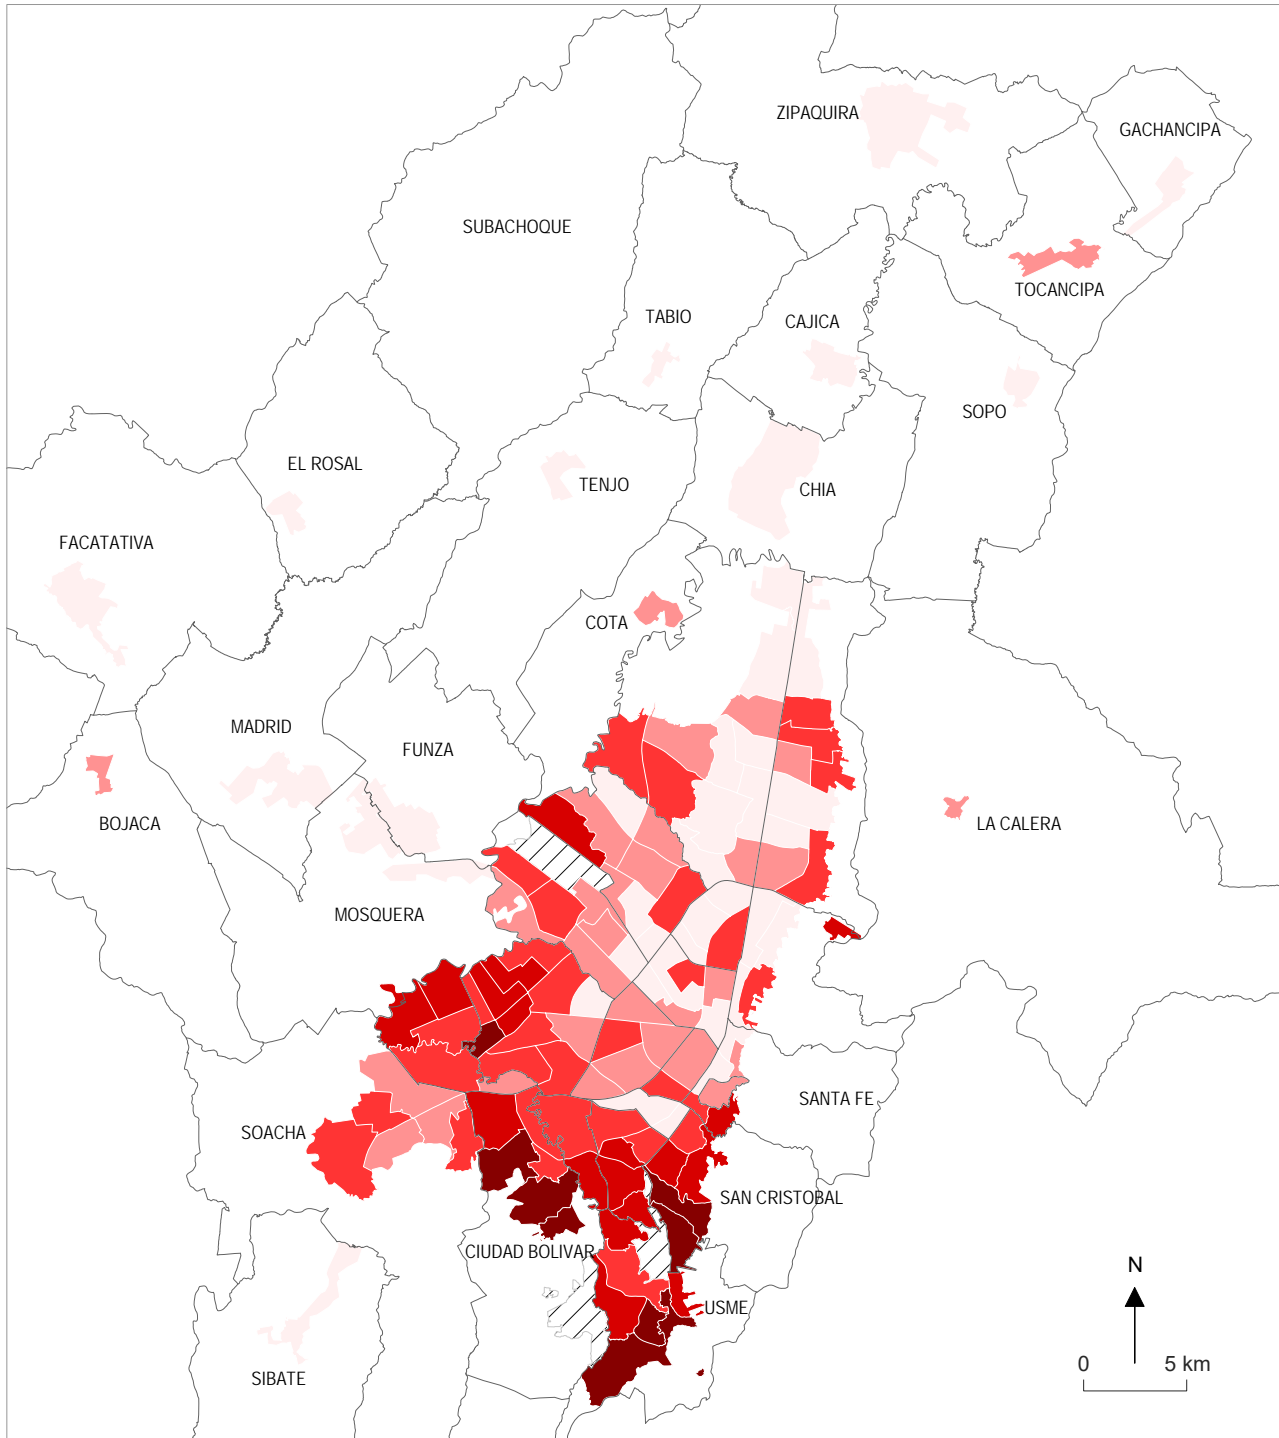 ZIPAQUIRA
GACHANCIPA
SUBACHOQUE
TOCANCIPA
TABIO
CAJICA
SOPO
EL ROSAL
TENJO
CHIA
FACATATIVA
COTA
MADRID
FUNZA
BOJACA
LA CALERA
MOSQUERA
SANTA FE
SOACHA
SAN CRISTOBAL
CIUDAD BOLIVAR
N
USME
0 5 km
SIBATE